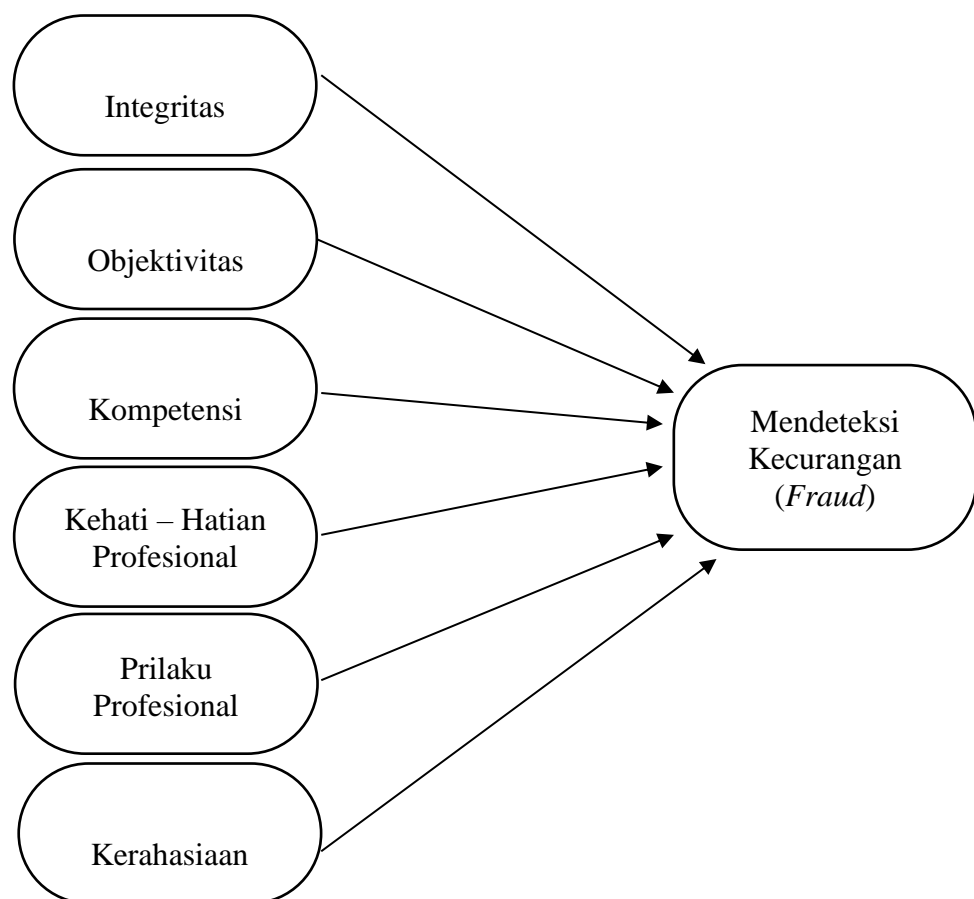 Integritas
Objektivitas
Kompetensi
Kehati – Hatian
Profesional
Prilaku
Profesional
Kerahasiaan
Mendeteksi
Kecurangan
(Fraud)